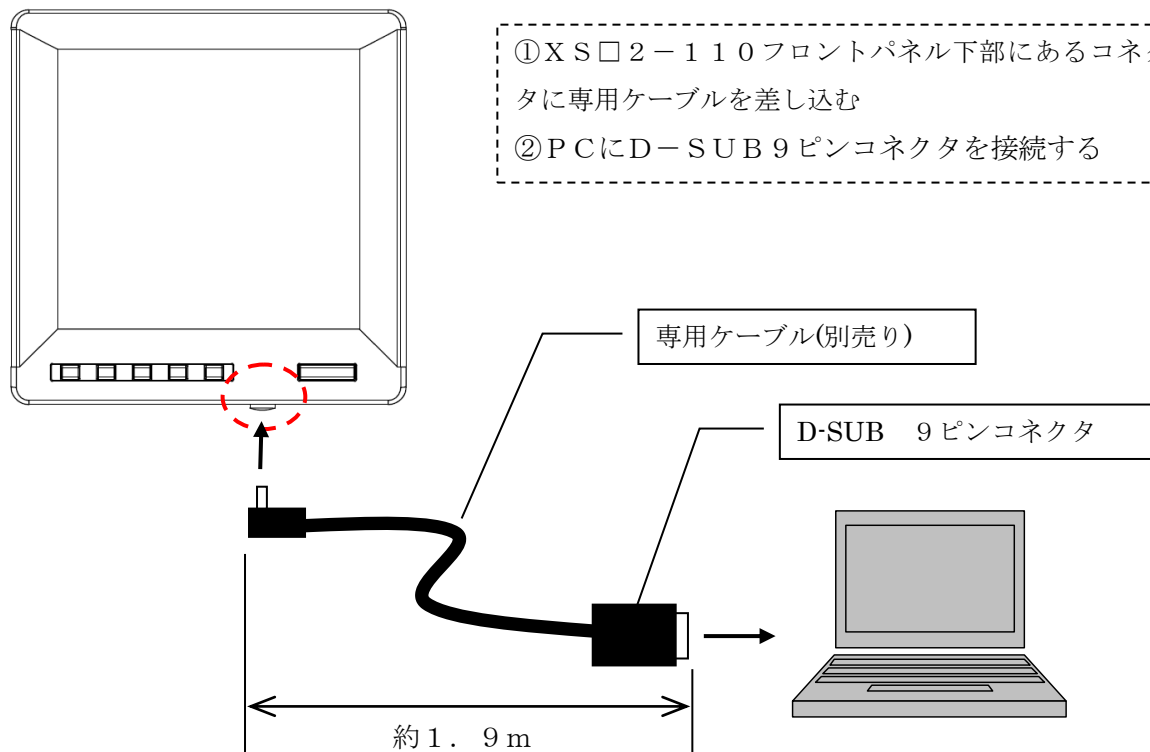 ①ＸＳ□２－１１０フロントパネル下部にあるコネク
タに専用ケーブルを差し込む
②ＰＣにＤ－ＳＵＢ９ピンコネクタを接続する
専用ケーブル(別売り)
D-SUB　９ピンコネクタ
約１．９ｍ